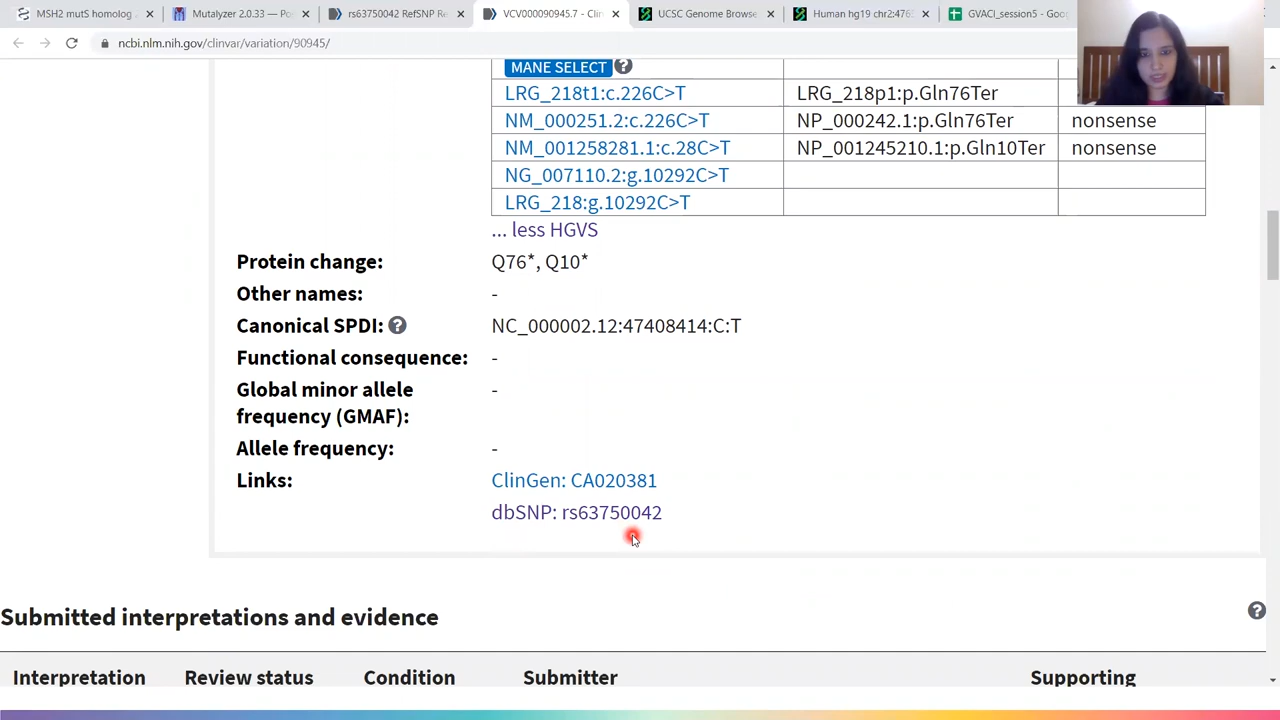 MSH2 mutS homolog
Mutalyzer 2.0.33 — Po
rs63750042 RefSNP Re
VCV000090945.7 - Clin
UCSC Genome Browse
Human hg19 chr2:4763
GVACI_session5 - Goo
ncbi.nlm.nih.gov/clinvar/variation/90945/
MANE SELECT ?
LRG_218t1:c.226C>T LRG_218p1:p.Gln76Ter
NM_000251.2:c.226C>T NP_000242.1:p.Gln76Ter nonsense
NM_001258281.1:c.28C>T NP_001245210.1:p.Gln10Ter nonsense
NG_007110.2:g.10292C>T
LRG_218:g.10292C>T
... less HGVS
Protein change: Q76*, Q10*
Other names: -
Canonical SPDI: ? NC_000002.12:47408414:C:T
Functional consequence: -
Global minor allele -
frequency (GMAF):
Allele frequency: -
Links: ClinGen: CA020381
dbSNP: rs63750042
Submitted interpretations and evidence ?
Interpretation Review status Condition Submitter Supporting